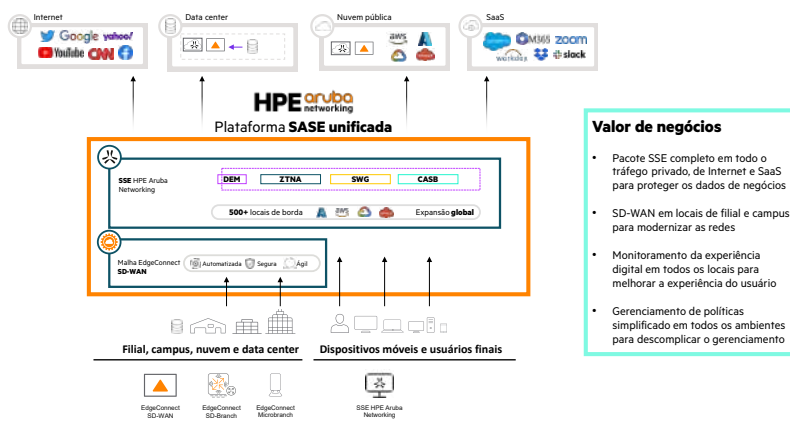 Internet
Data center
Nuvem pública
SaaS
Google yahoo!
YouTube CNN
aws
M365 zoom
workday slack
HPE aruba
networking
Plataforma SASE unificada
SSE HPE Aruba
Networking
DEM
ZTNA
SWG
CASB
500+ locais de borda
aws
Expansão global
Malha EdgeConnect
SD-WAN
Automatizada
Segura
Ágil
Filial, campus, nuvem e data center
Dispositivos móveis e usuários finais
EdgeConnect
SD-WAN
EdgeConnect
SD-Branch
EdgeConnect
Microbranch
SSE HPE Aruba
Networking
Valor de negócios
• Pacote SSE completo em todo o
tráfego privado, de Internet e SaaS
para proteger os dados de negócios
• SD-WAN em locais de filial e campus
para modernizar as redes
• Monitoramento da experiência
digital em todos os locais para
melhorar a experiência do usuário
• Gerenciamento de políticas
simplificado em todos os ambientes
para descomplicar o gerenciamento